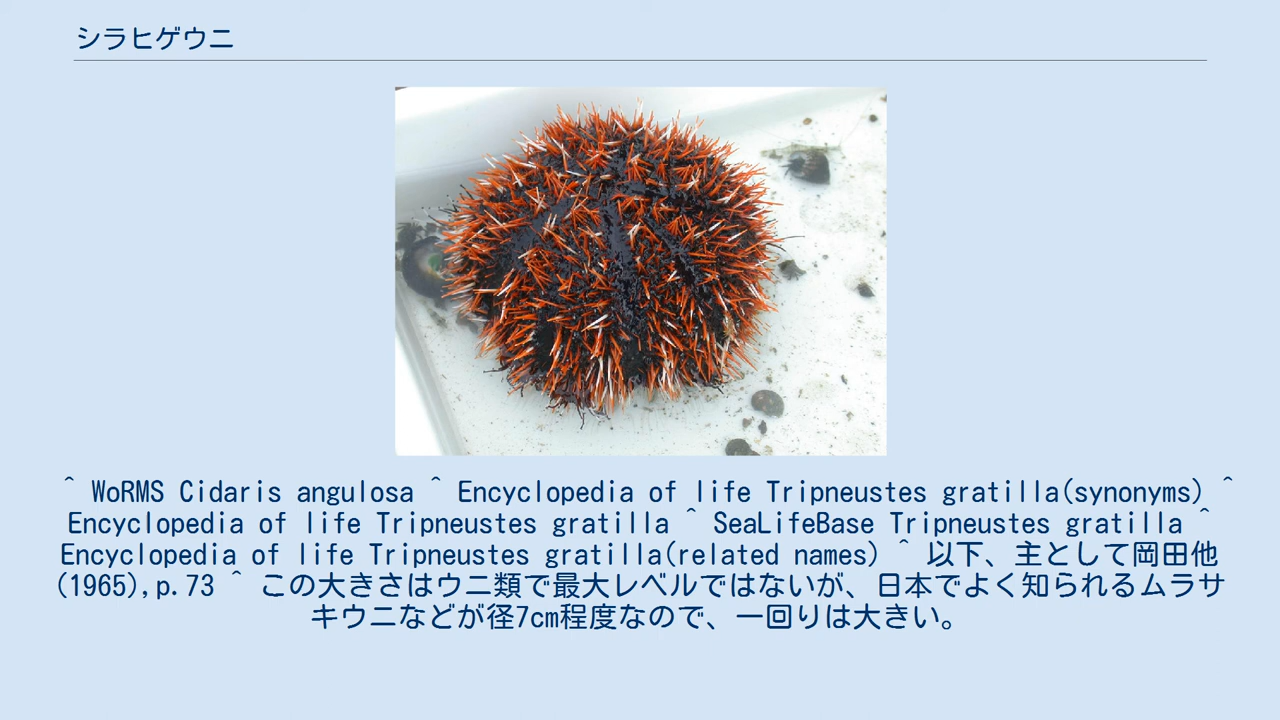 シラヒゲウニ
^ WoRMS Cidaris angulosa ^ Encyclopedia of life Tripneustes gratilla(synonyms) ^
Encyclopedia of life Tripneustes gratilla ^ SeaLifeBase Tripneustes gratilla ^
Encyclopedia of life Tripneustes gratilla(related names) ^ 以下、主として岡田他
(1965),p.73 ^ この大きさはウニ類で最大レベルではないが、日本でよく知られるムラサ
キウニなどが径7cm程度なので、一回りは大きい。